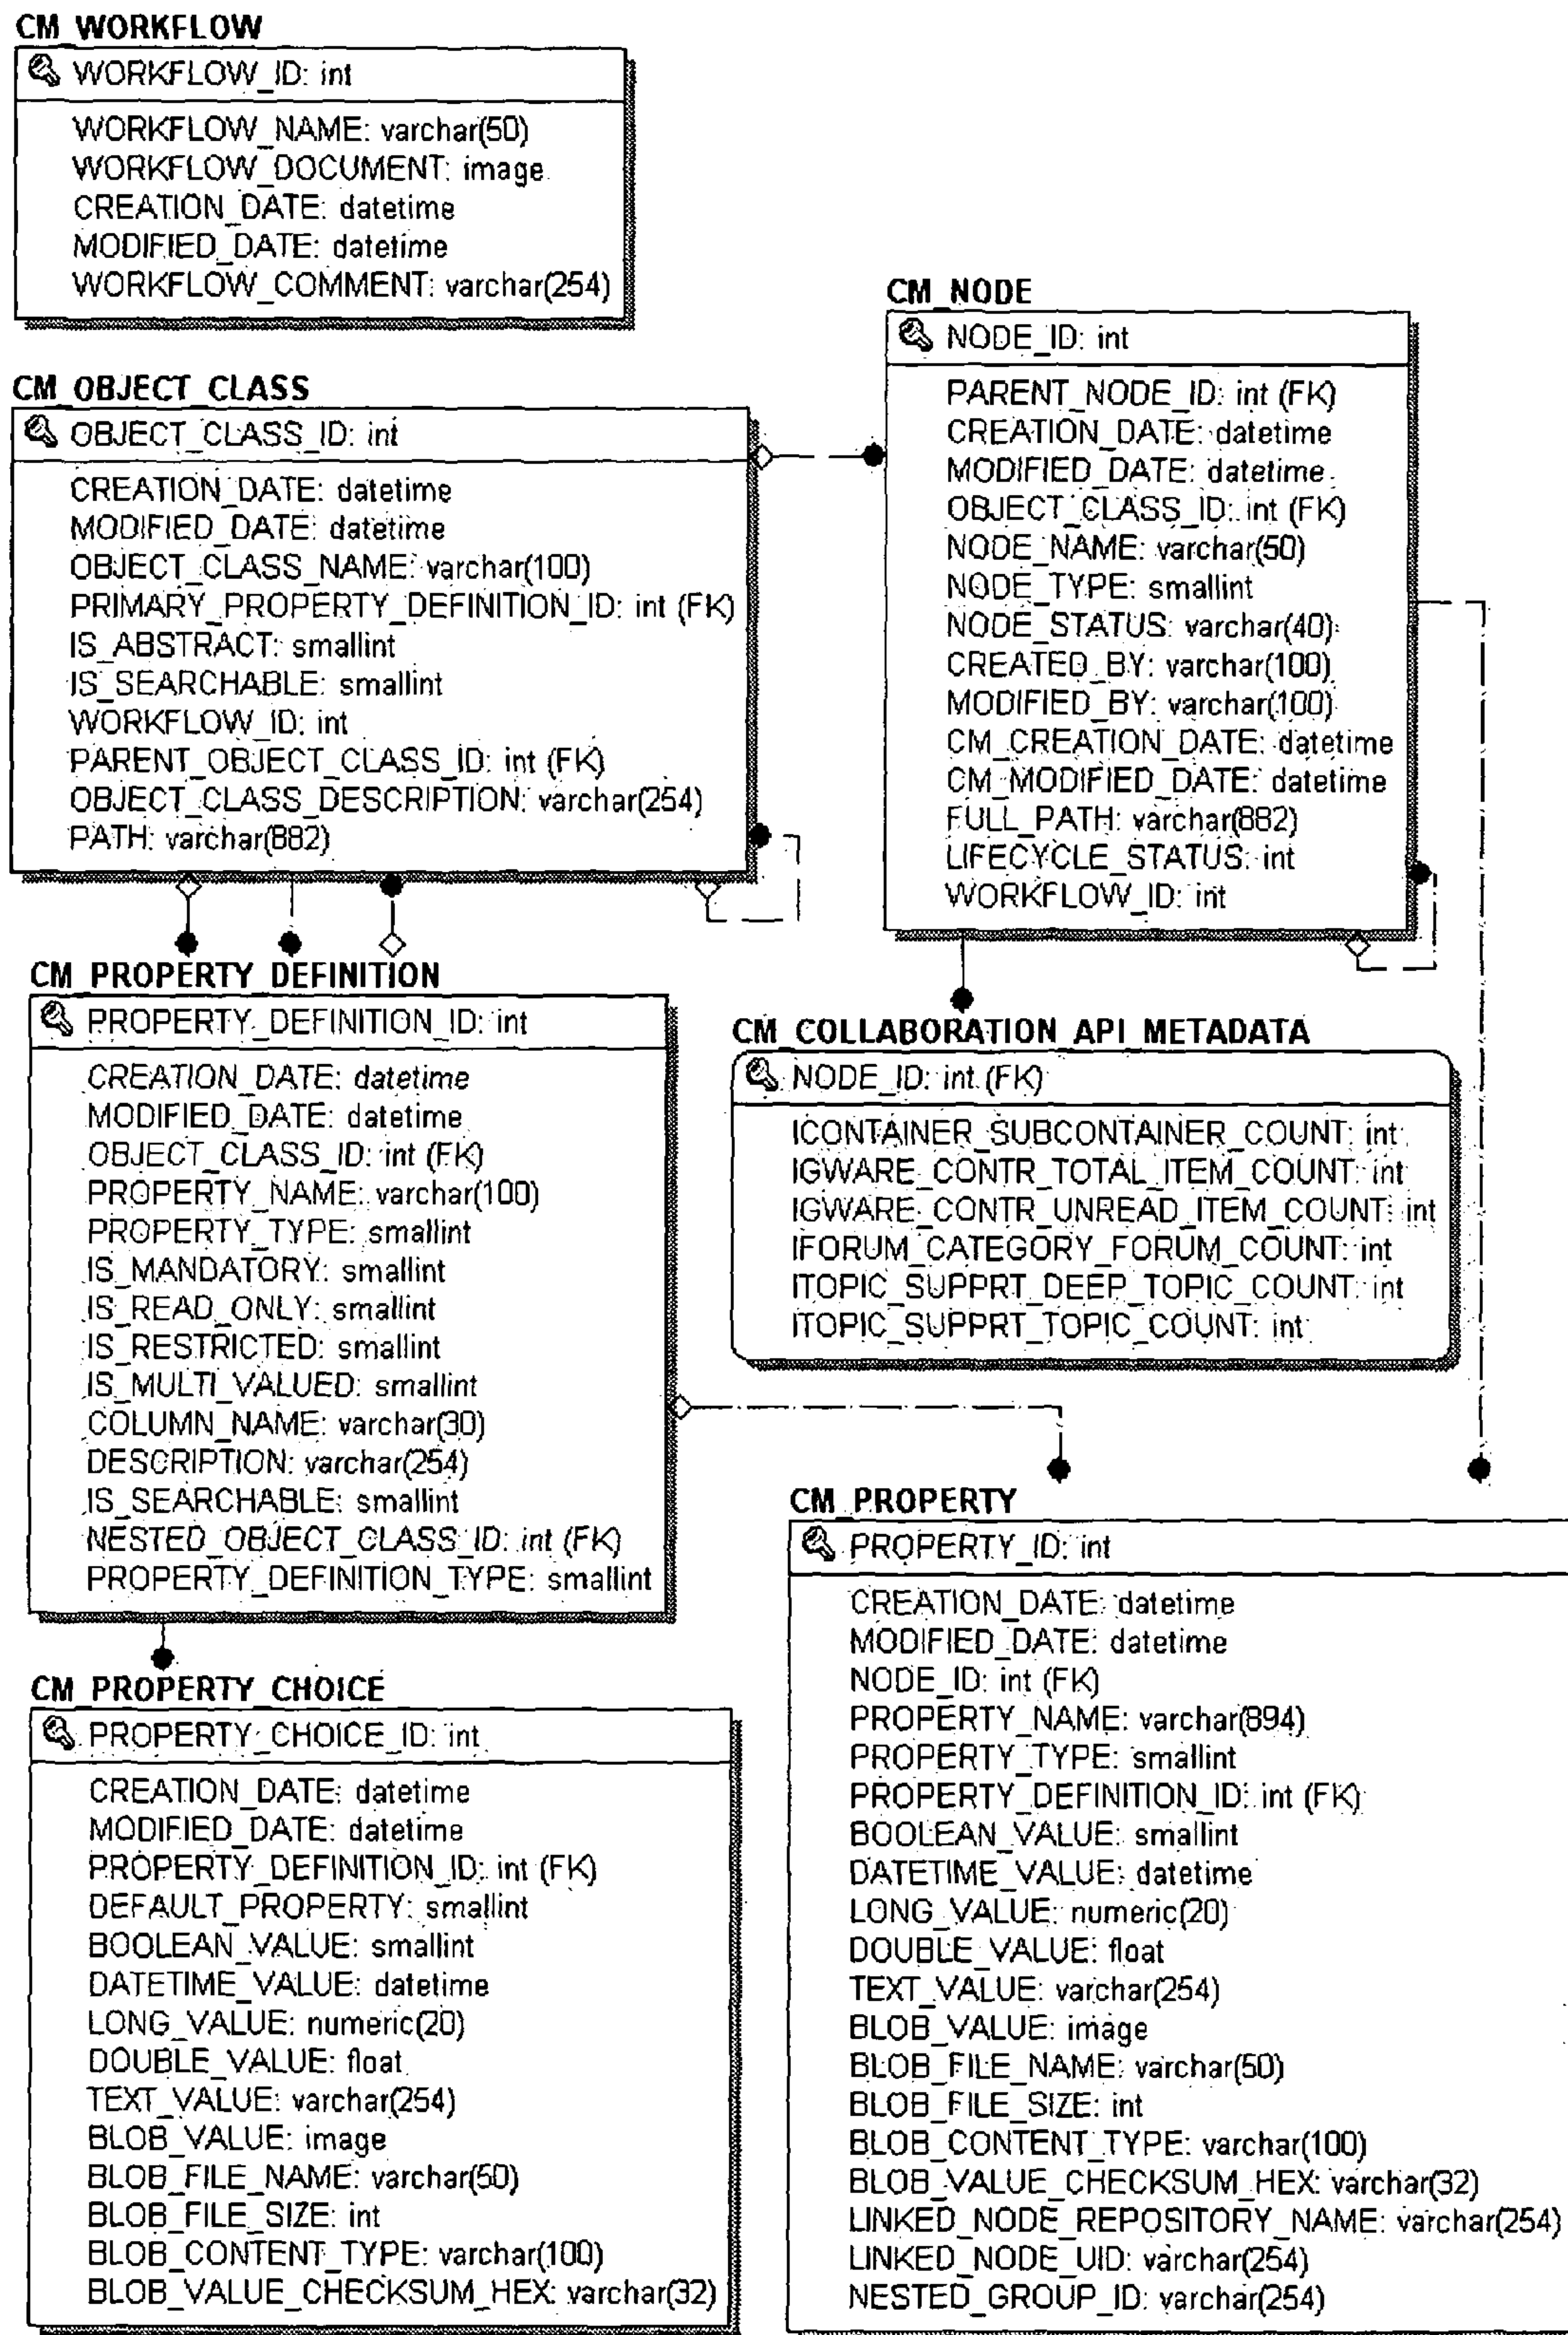 CM_WORKFLOW
WORKFLOW_ID: int
WORKFLOW_NAME: varchar(50)
WORKFLOW_DOCUMENT: image
CREATION_DATE: datetime
MODIFIED_DATE: datetime
WORKFLOW_COMMENT: varchar(254)
CM_OBJECT_CLASS
OBJECT_CLASS_ID: int
CREATION_DATE: datetime
MODIFIED_DATE: datetime
OBJECT_CLASS_NAME: varchar(100)
PRIMARY_PROPERTY_DEFINITION_ID: int (FK)
IS_ABSTRACT: smallint
IS_SEARCHABLE: smallint
WORKFLOW_ID: int
PARENT_OBJECT_CLASS_ID: int (FK)
OBJECT_CLASS_DESCRIPTION: varchar(254)
PATH: varchar(882)
CM_NODE
NODE_ID: int
PARENT_NODE_ID: int (FK)
CREATION_DATE: datetime
MODIFIED_DATE: datetime
OBJECT_CLASS_ID: int (FK)
NODE_NAME: varchar(50)
NODE_TYPE: smallint
NODE_STATUS: varchar(40)
CREATED_BY: varchar(100)
MODIFIED_BY: varchar(100)
CM_CREATION_DATE: datetime
CM_MODIFIED_DATE: datetime
FULL_PATH: varchar(882)
LIFECYCLE_STATUS: int
WORKFLOW_ID: int
CM_PROPERTY_DEFINITION
PROPERTY_DEFINITION_ID: int
CREATION_DATE: datetime
MODIFIED_DATE: datetime
OBJECT_CLASS_ID: int (FK)
PROPERTY_NAME: varchar(100)
PROPERTY_TYPE: smallint
IS_MANDATORY: smallint
IS_READ_ONLY: smallint
IS_RESTRICTED: smallint
IS_MULTI_VALUED: smallint
COLUMN_NAME: varchar(30)
DESCRIPTION: varchar(254)
IS_SEARCHABLE: smallint
NESTED_OBJECT_CLASS_ID: int (FK)
PROPERTY_DEFINITION_TYPE: smallint
CM_COLLABORATION_API_METADATA
NODE_ID: int (FK)
ICONTAINER_SUBCONTAINER_COUNT: int
IGWARE_CONTR_TOTAL_ITEM_COUNT: int
IGWARE_CONTR_UNREAD_ITEM_COUNT: int
IFORUM_CATEGORY_FORUM_COUNT: int
ITOPIC_SUPPRT_DEEP_TOPIC_COUNT: int
ITOPIC_SUPPRT_TOPIC_COUNT: int
CM_PROPERTY_CHOICE
PROPERTY_CHOICE_ID: int
CREATION_DATE: datetime
MODIFIED_DATE: datetime
PROPERTY_DEFINITION_ID: int (FK)
DEFAULT_PROPERTY: smallint
BOOLEAN_VALUE: smallint
DATETIME_VALUE: datetime
LONG_VALUE: numeric(20)
DOUBLE_VALUE: float
TEXT_VALUE: varchar(254)
BLOB_VALUE: image
BLOB_FILE_NAME: varchar(50)
BLOB_FILE_SIZE: int
BLOB_CONTENT_TYPE: varchar(100)
BLOB_VALUE_CHECKSUM_HEX: varchar(32)
CM_PROPERTY
PROPERTY_ID: int
CREATION_DATE: datetime
MODIFIED_DATE: datetime
NODE_ID: int (FK)
PROPERTY_NAME: varchar(894)
PROPERTY_TYPE: smallint
PROPERTY_DEFINITION_ID: int (FK)
BOOLEAN_VALUE: smallint
DATETIME_VALUE: datetime
LONG_VALUE: numeric(20)
DOUBLE_VALUE: float
TEXT_VALUE: varchar(254)
BLOB_VALUE: image
BLOB_FILE_NAME: varchar(50)
BLOB_FILE_SIZE: int
BLOB_CONTENT_TYPE: varchar(100)
BLOB_VALUE_CHECKSUM_HEX: varchar(32)
LINKED_NODE_REPOSITORY_NAME: varchar(254)
LINKED_NODE_UID: varchar(254)
NESTED_GROUP_ID: varchar(254)